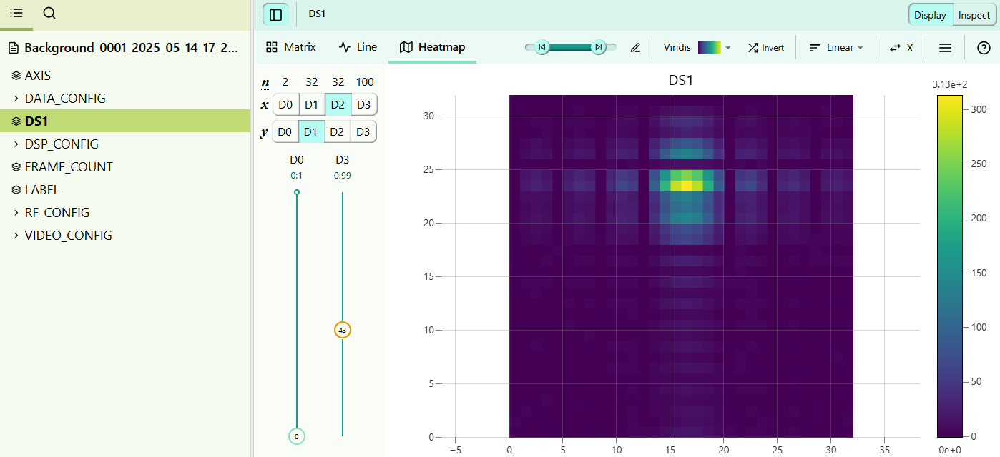 DS1
Display Inspect
Background_0001_2025_05_14_17_2...
AXIS
DATA_CONFIG
DS1
DSP_CONFIG
FRAME_COUNT
LABEL
RF_CONFIG
VIDEO_CONFIG
Matrix Line Heatmap Viridis Invert Linear X
n 2 32 32 100
x D0 D1 D2 D3
y D0 D1 D2 D3
D0 D3
0:1 0:99
43
0
DS1
30
25
20
15
10
5
0
−5 0 5 10 15 20 25 30 35
3.13e+2
300
250
200
150
100
50
0
0e+0